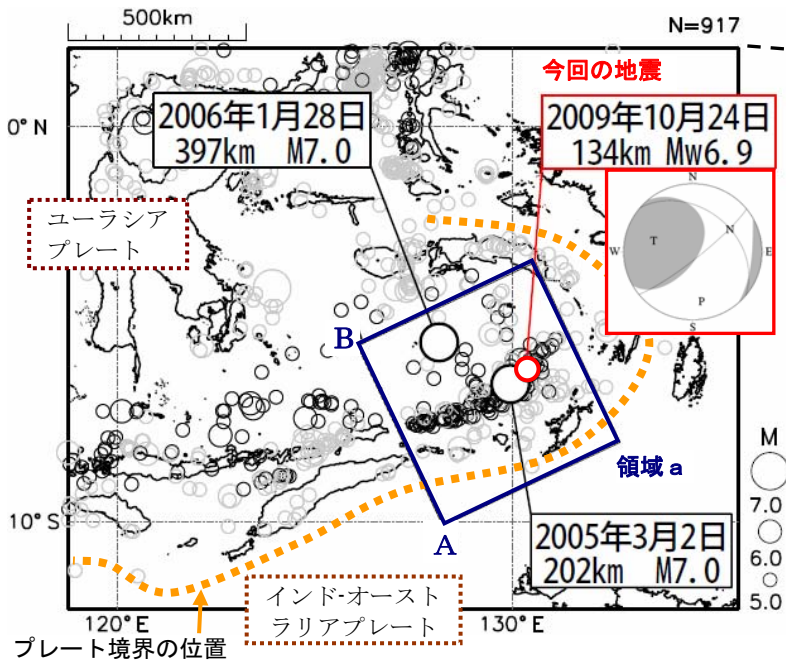 500km
N=917
今回の地震
2006年1月28日
397km M7.0
2009年10月24日
134km Mw6.9
0°N
N
W
T
N
E
P
S
ユーラシア
プレート
B
領域a
M
7.0
6.0
5.0
10°S
A
2005年3月2日
202km M7.0
インド-オースト
ラリアプレート
120°E
130°E
プレート境界の位置